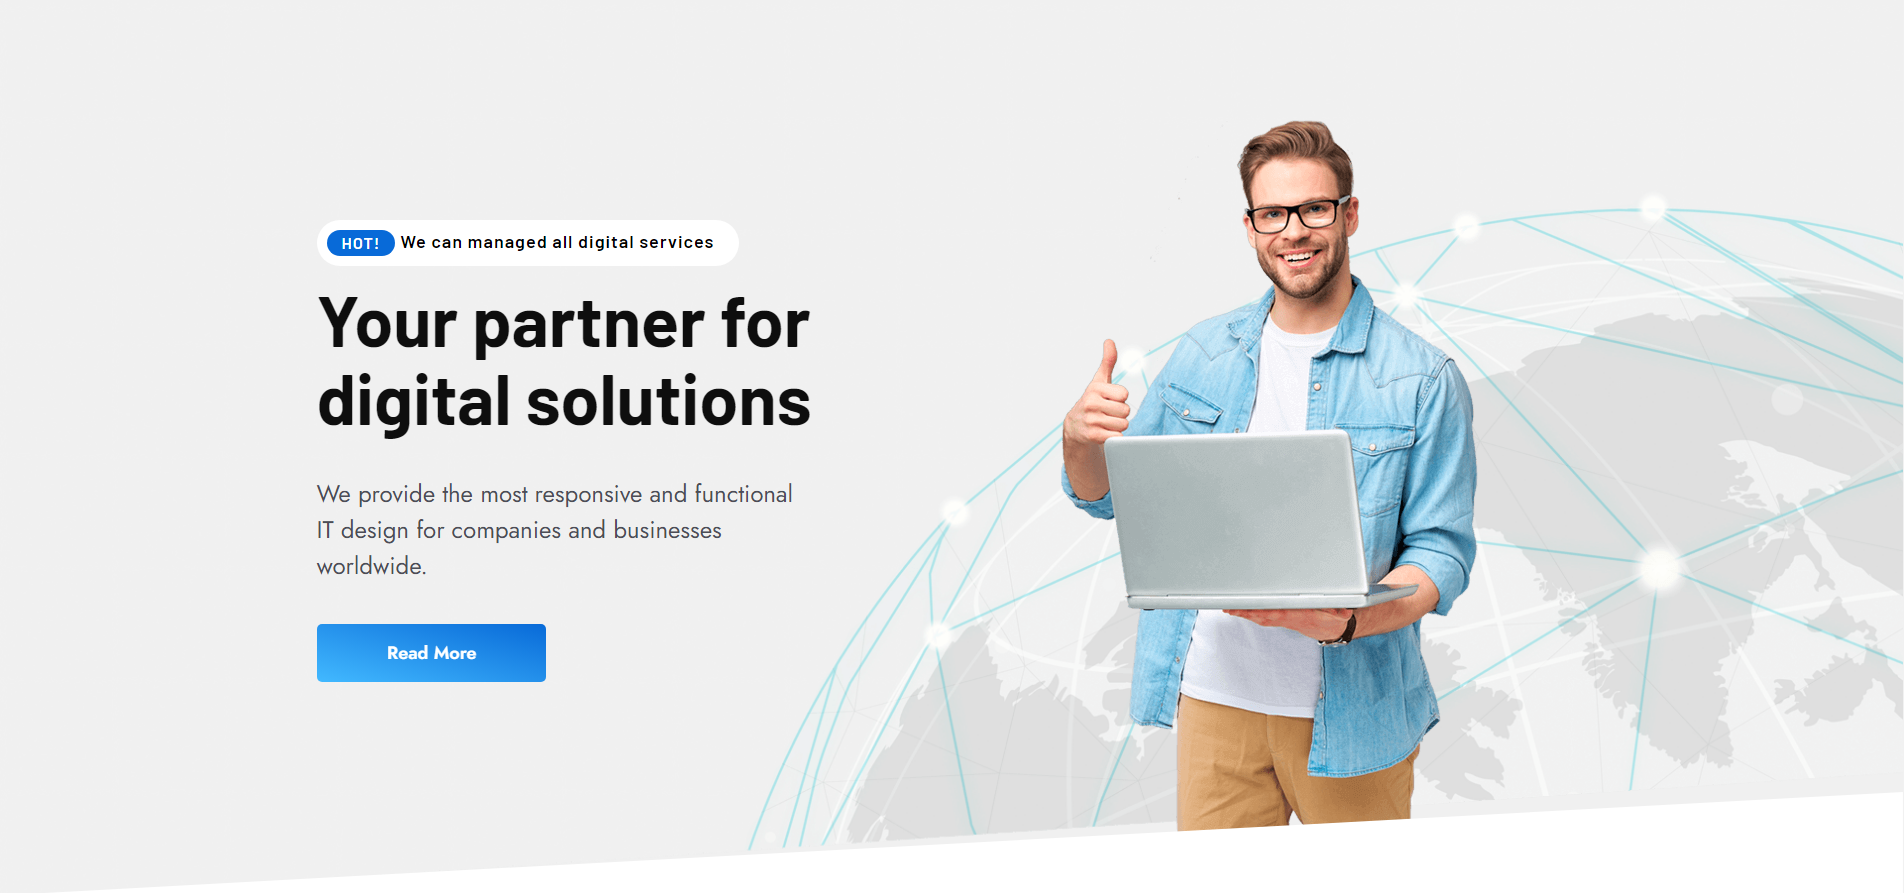 HOT! We can managed all digital services
Your partner for
digital solutions
We provide the most responsive and functional
IT design for companies and businesses
worldwide.
Read More